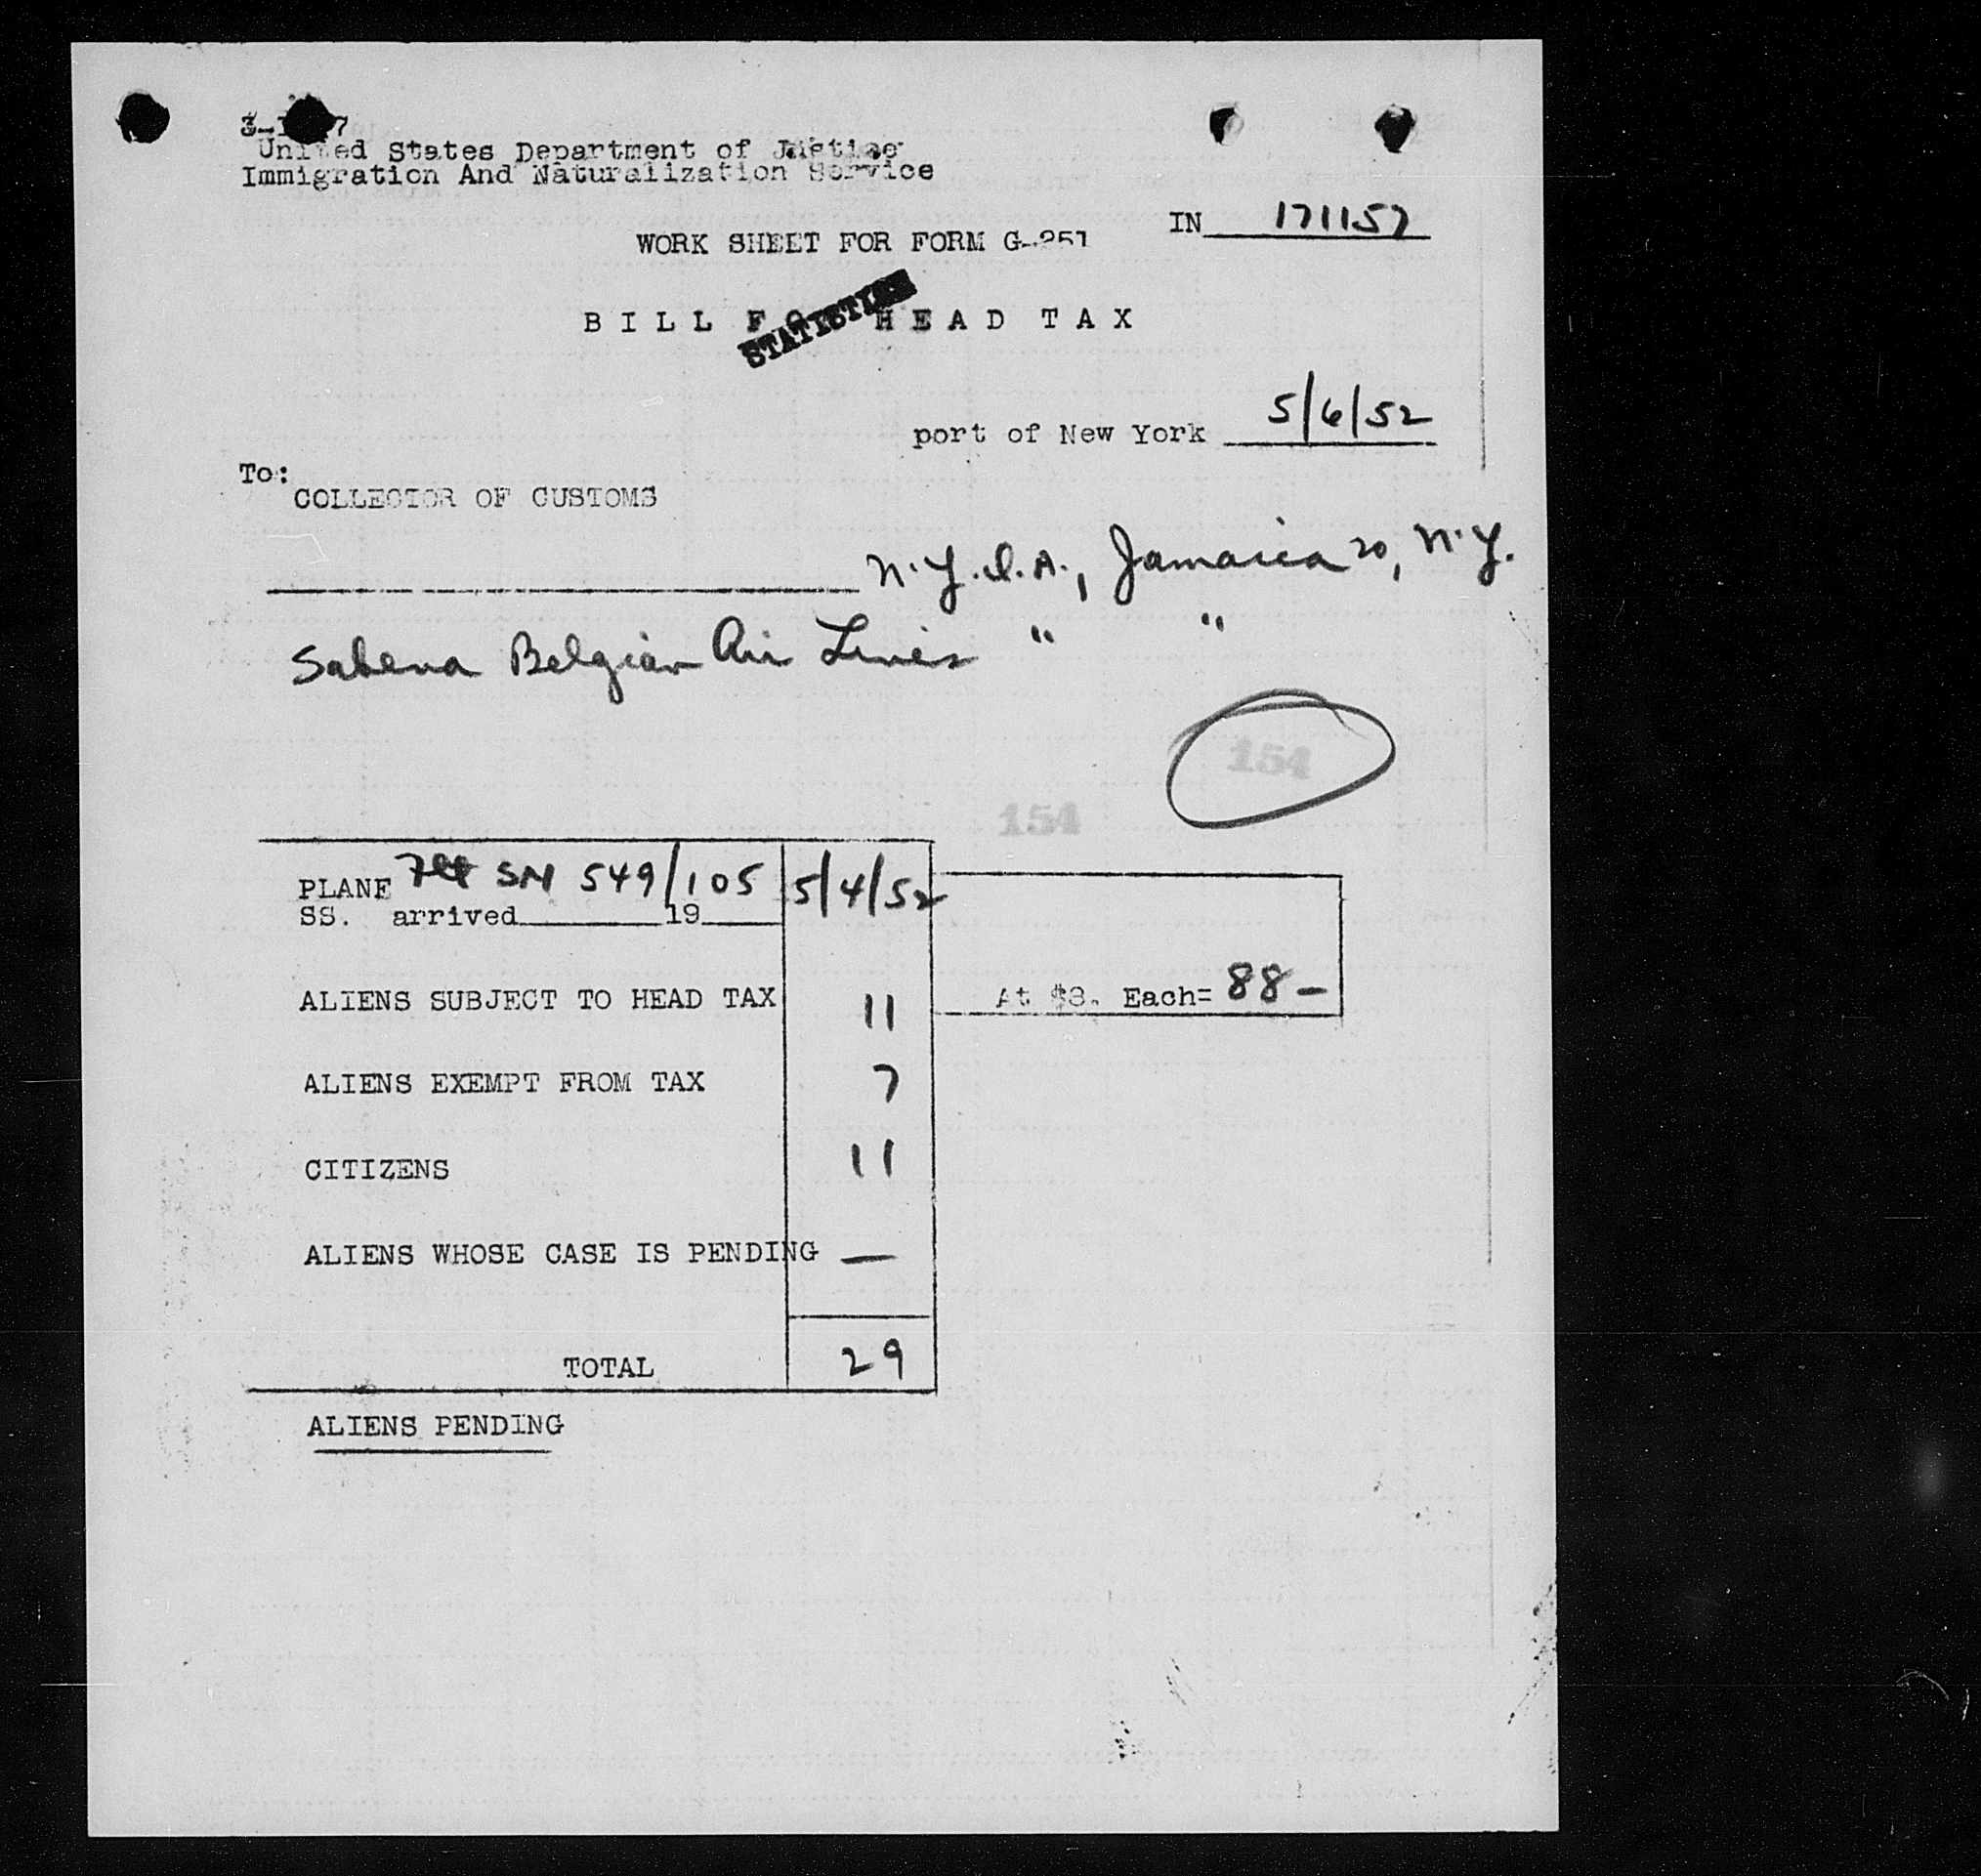 United States Department of Justice
Immigration And Naturalization Service
IN 171157
WORK SHEET FOR FORM G-251
BILL FOR HEAD TAX
STATISTICS
port of New York 5/6/52
To:
COLLECTOR OF CUSTOMS
N.Y.I.A., Jamaica 20, N.Y.
Sabena Belgian Air Lines " "
154
154
PLANE SN 549/105 5/4/52
SS. arrived 19
ALIENS SUBJECT TO HEAD TAX 11 At $8. Each= 88-
ALIENS EXEMPT FROM TAX 7
CITIZENS 11
ALIENS WHOSE CASE IS PENDING —
TOTAL 29
ALIENS PENDING